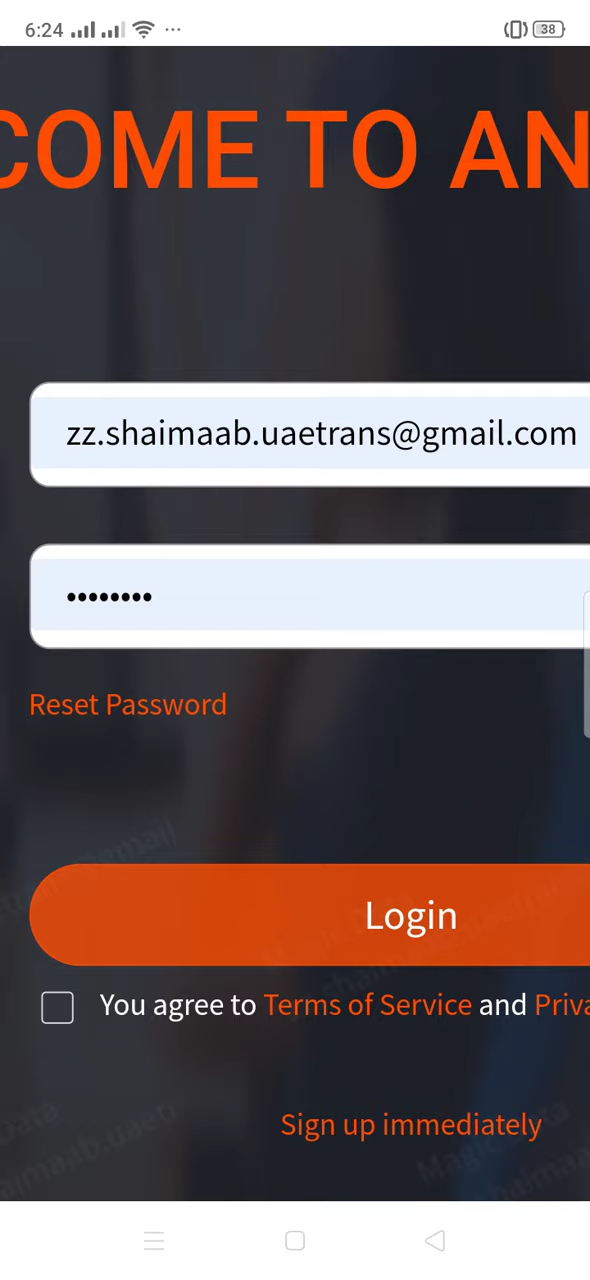 6:24 ... 38
COME TO AN
zz.shaimaab.uaetrans@gmail.com
••••••••
Reset Password
Login
You agree to Terms of Service and Priva
Sign up immediately